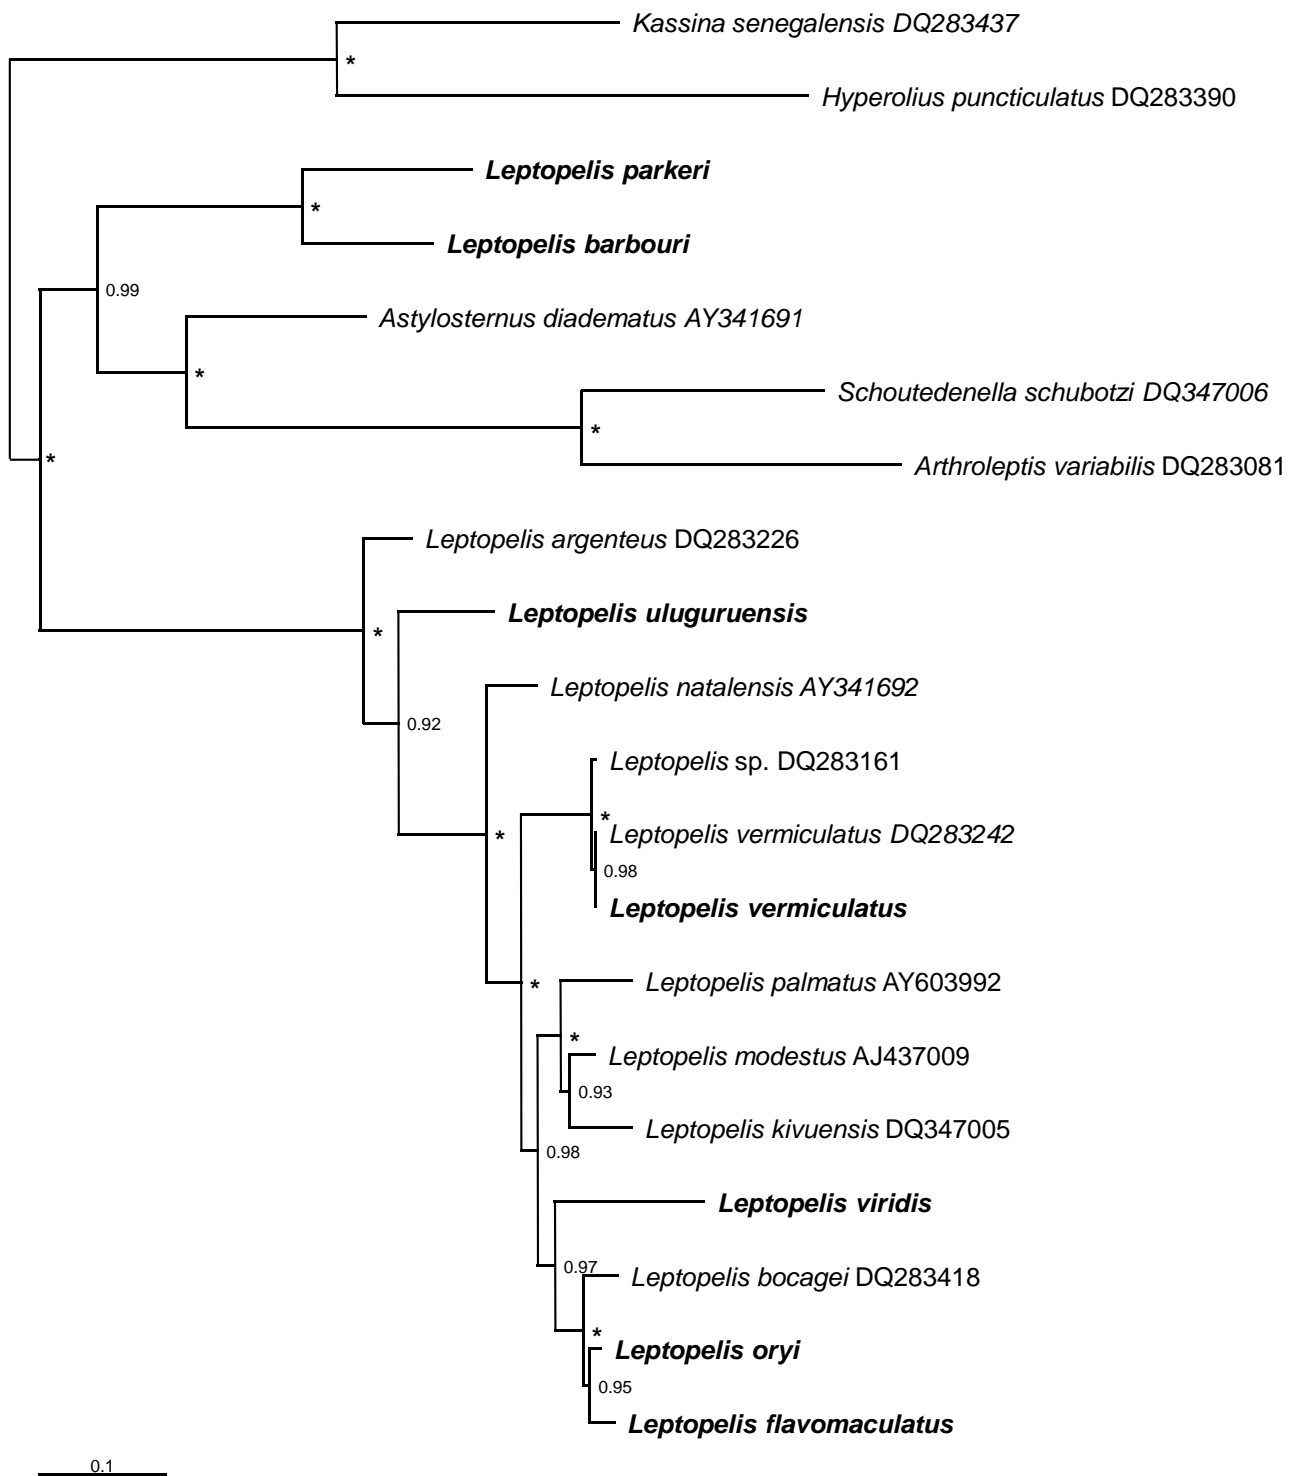 Kassina senegalensis DQ283437
*
Hyperolius puncticulatus DQ283390
Leptopelis parkeri
*
Leptopelis barbouri
0.99
Astylosternus diadematus AY341691
*
Schoutedenella schubotzi DQ347006
*
*
Arthroleptis variabilis DQ283081
Leptopelis argenteus DQ283226
Leptopelis uluguruensis
*
Leptopelis natalensis AY341692
0.92
Leptopelis sp. DQ283161
*
Leptopelis vermiculatus DQ283242
*
0.98
Leptopelis vermiculatus
Leptopelis palmatus AY603992
*
*
Leptopelis modestus AJ437009
0.93
Leptopelis kivuensis DQ347005
0.98
Leptopelis viridis
0.97
Leptopelis bocagei DQ283418
*
Leptopelis oryi
0.95
Leptopelis flavomaculatus
0.1